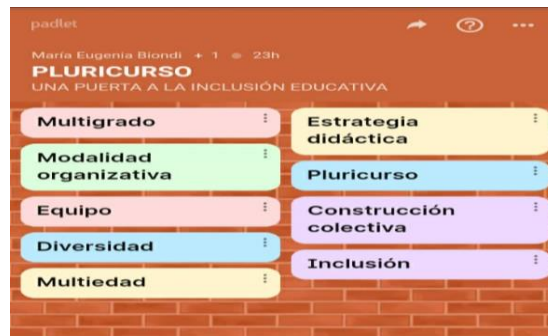 padlet
María Eugenia Biondi + 1 • 23h
PLURICURSO
UNA PUERTA A LA INCLUSIÓN EDUCATIVA
Multigrado
Modalidad
organizativa
Equipo
Diversidad
Multiedad
Estrategia
didáctica
Pluricurso
Construcción
colectiva
Inclusión